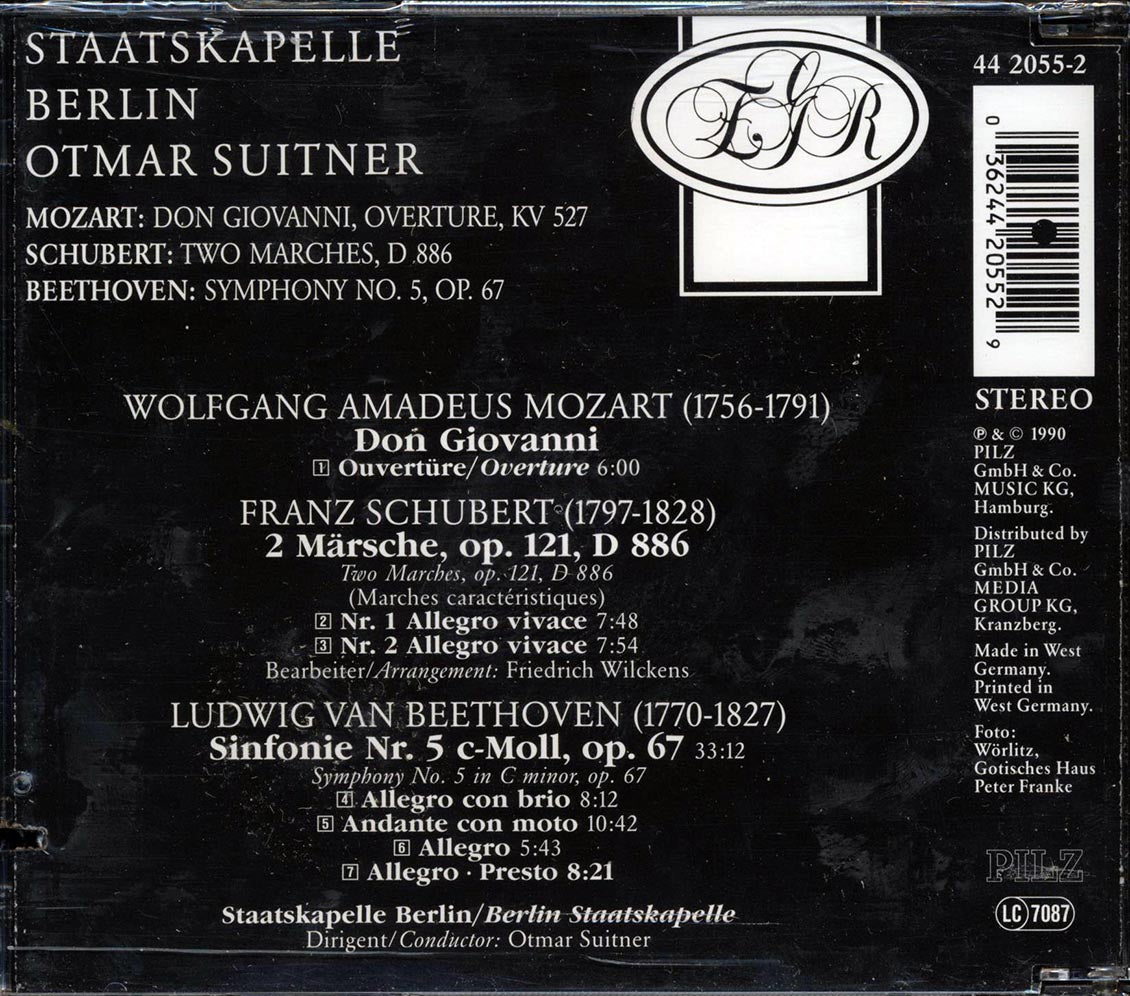 STAATSKAPELLE
BERLIN
OTMAR SUITNER
MOZART: DON GIOVANNI, OVERTURE, KV 527
SCHUBERT: TWO MARCHES, D 886
BEETHOVEN: SYMPHONY NO. 5, OP. 67
EGR
44 2055-2
0 36244 20552 9
WOLFGANG AMADEUS MOZART (1756-1791)
Don Giovanni
1 Ouvertüre/Overture 6:00
FRANZ SCHUBERT (1797-1828)
2 Märsche, op. 121, D 886
Two Marches, op. 121, D 886
(Marches caractéristiques)
2 Nr. 1 Allegro vivace 7:48
3 Nr. 2 Allegro vivace 7:54
Bearbeiter/Arrangement: Friedrich Wilckens
LUDWIG VAN BEETHOVEN (1770-1827)
Sinfonie Nr. 5 c-Moll, op. 67 33:12
Symphony No. 5 in C minor, op. 67
4 Allegro con brio 8:12
5 Andante con moto 10:42
6 Allegro 5:43
7 Allegro · Presto 8:21
Staatskapelle Berlin/Berlin Staatskapelle
Dirigent/Conductor: Otmar Suitner
STEREO
℗ & © 1990
PILZ
GmbH & Co.
MUSIC KG,
Hamburg.
Distributed by
PILZ
GmbH & Co.
MEDIA
GROUP KG,
Kranzberg.
Made in West
Germany.
Printed in
West Germany.
Foto:
Wörlitz,
Gotisches Haus
Peter Franke
PILZ
LC 7087